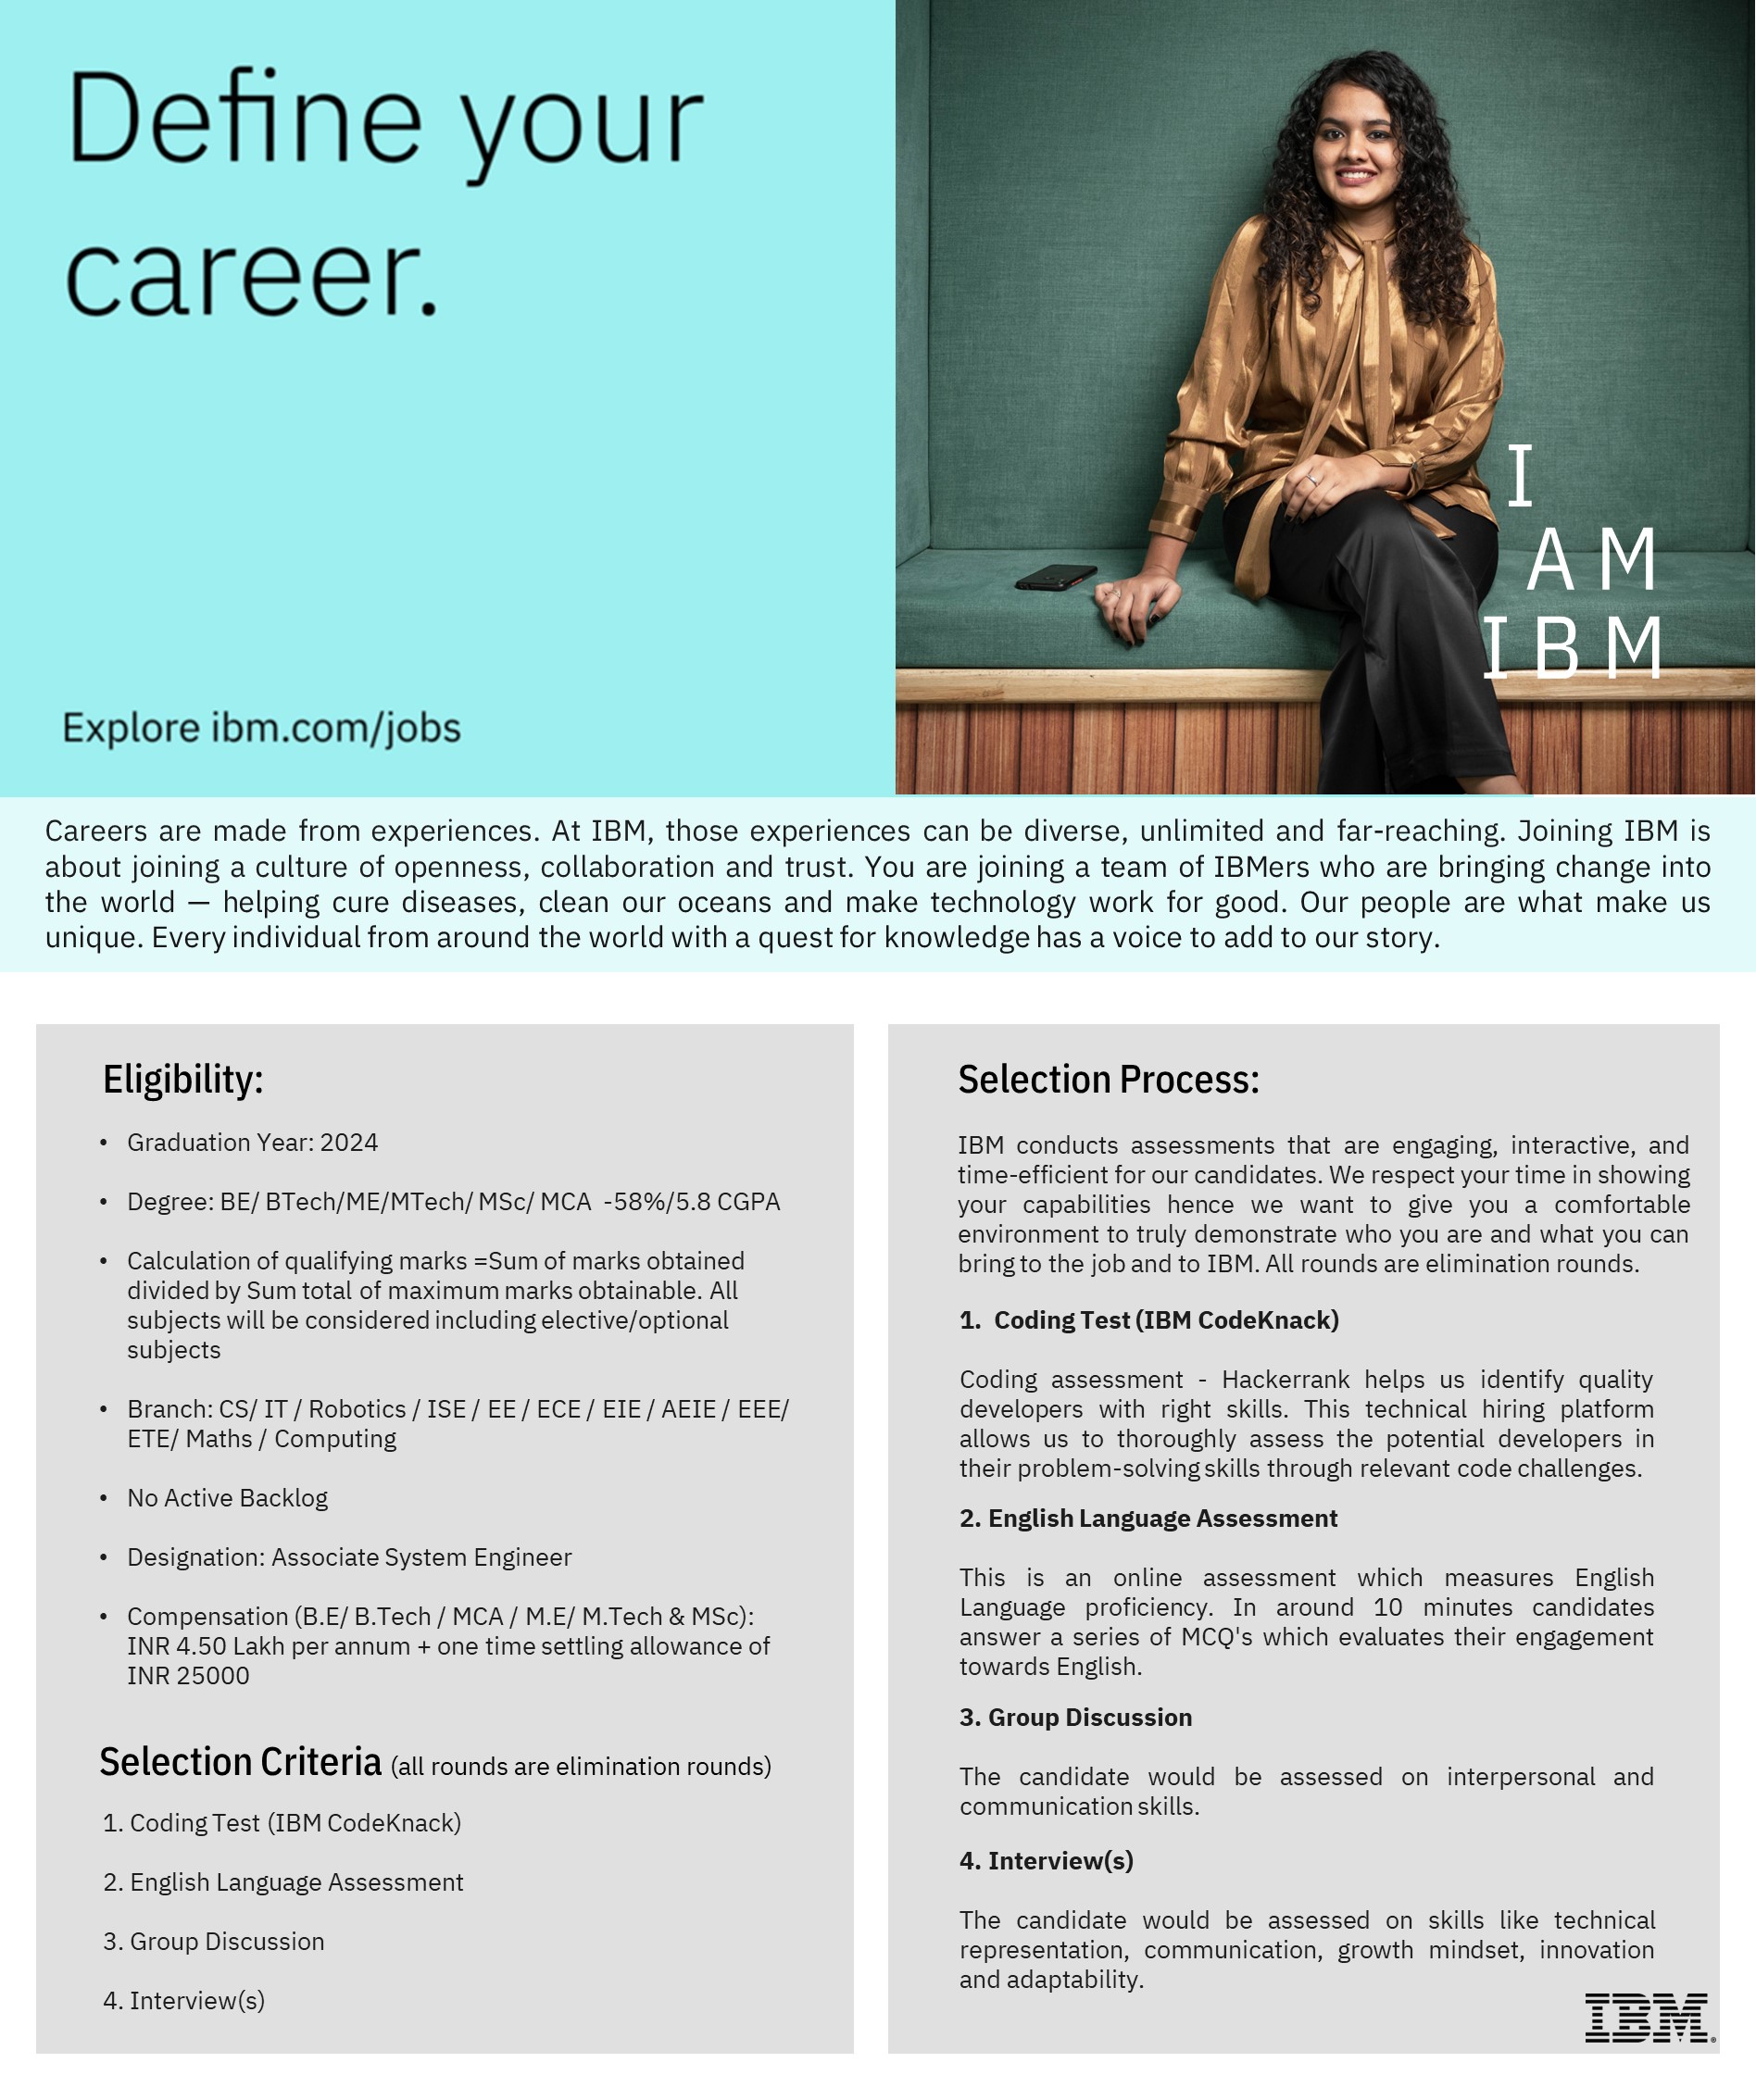 Define your
career.
Explore ibm.com/jobs
I
AM
IBM
Careers are made from experiences. At IBM, those experiences can be diverse, unlimited and far-reaching. Joining IBM is
about joining a culture of openness, collaboration and trust. You are joining a team of IBMers who are bringing change into
the world — helping cure diseases, clean our oceans and make technology work for good. Our people are what make us
unique. Every individual from around the world with a quest for knowledge has a voice to add to our story.
Eligibility:
• Graduation Year: 2024
• Degree: BE/ BTech/ME/MTech/ MSc/ MCA -58%/5.8 CGPA
• Calculation of qualifying marks =Sum of marks obtained
divided by Sum total of maximum marks obtainable. All
subjects will be considered including elective/optional
subjects
• Branch: CS/ IT / Robotics / ISE / EE / ECE / EIE / AEIE / EEE/
ETE/ Maths / Computing
• No Active Backlog
• Designation: Associate System Engineer
• Compensation (B.E/ B.Tech / MCA / M.E/ M.Tech & MSc):
INR 4.50 Lakh per annum + one time settling allowance of
INR 25000
Selection Criteria (all rounds are elimination rounds)
1. Coding Test (IBM CodeKnack)
2. English Language Assessment
3. Group Discussion
4. Interview(s)
Selection Process:
IBM conducts assessments that are engaging, interactive, and
time-efficient for our candidates. We respect your time in showing
your capabilities hence we want to give you a comfortable
environment to truly demonstrate who you are and what you can
bring to the job and to IBM. All rounds are elimination rounds.
1. Coding Test (IBM CodeKnack)
Coding assessment - Hackerrank helps us identify quality
developers with right skills. This technical hiring platform
allows us to thoroughly assess the potential developers in
their problem-solving skills through relevant code challenges.
2. English Language Assessment
This is an online assessment which measures English
Language proficiency. In around 10 minutes candidates
answer a series of MCQ's which evaluates their engagement
towards English.
3. Group Discussion
The candidate would be assessed on interpersonal and
communication skills.
4. Interview(s)
The candidate would be assessed on skills like technical
representation, communication, growth mindset, innovation
and adaptability.
IBM®